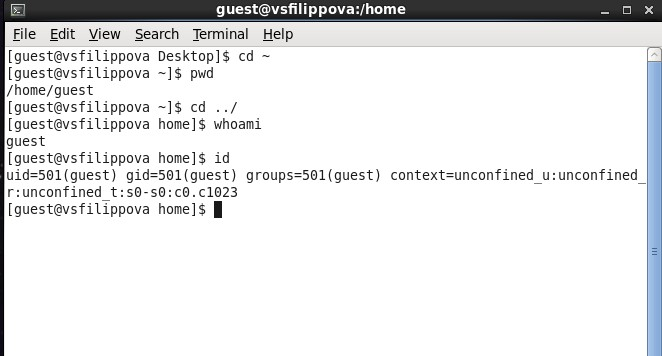 guest@vsfilippova:/home
File Edit View Search Terminal Help
[guest@vsfilippova Desktop]$ cd ~
[guest@vsfilippova ~]$ pwd
/home/guest
[guest@vsfilippova ~]$ cd ../
[guest@vsfilippova home]$ whoami
guest
[guest@vsfilippova home]$ id
uid=501(guest) gid=501(guest) groups=501(guest) context=unconfined_u:unconfined_
r:unconfined_t:s0-s0:c0.c1023
[guest@vsfilippova home]$